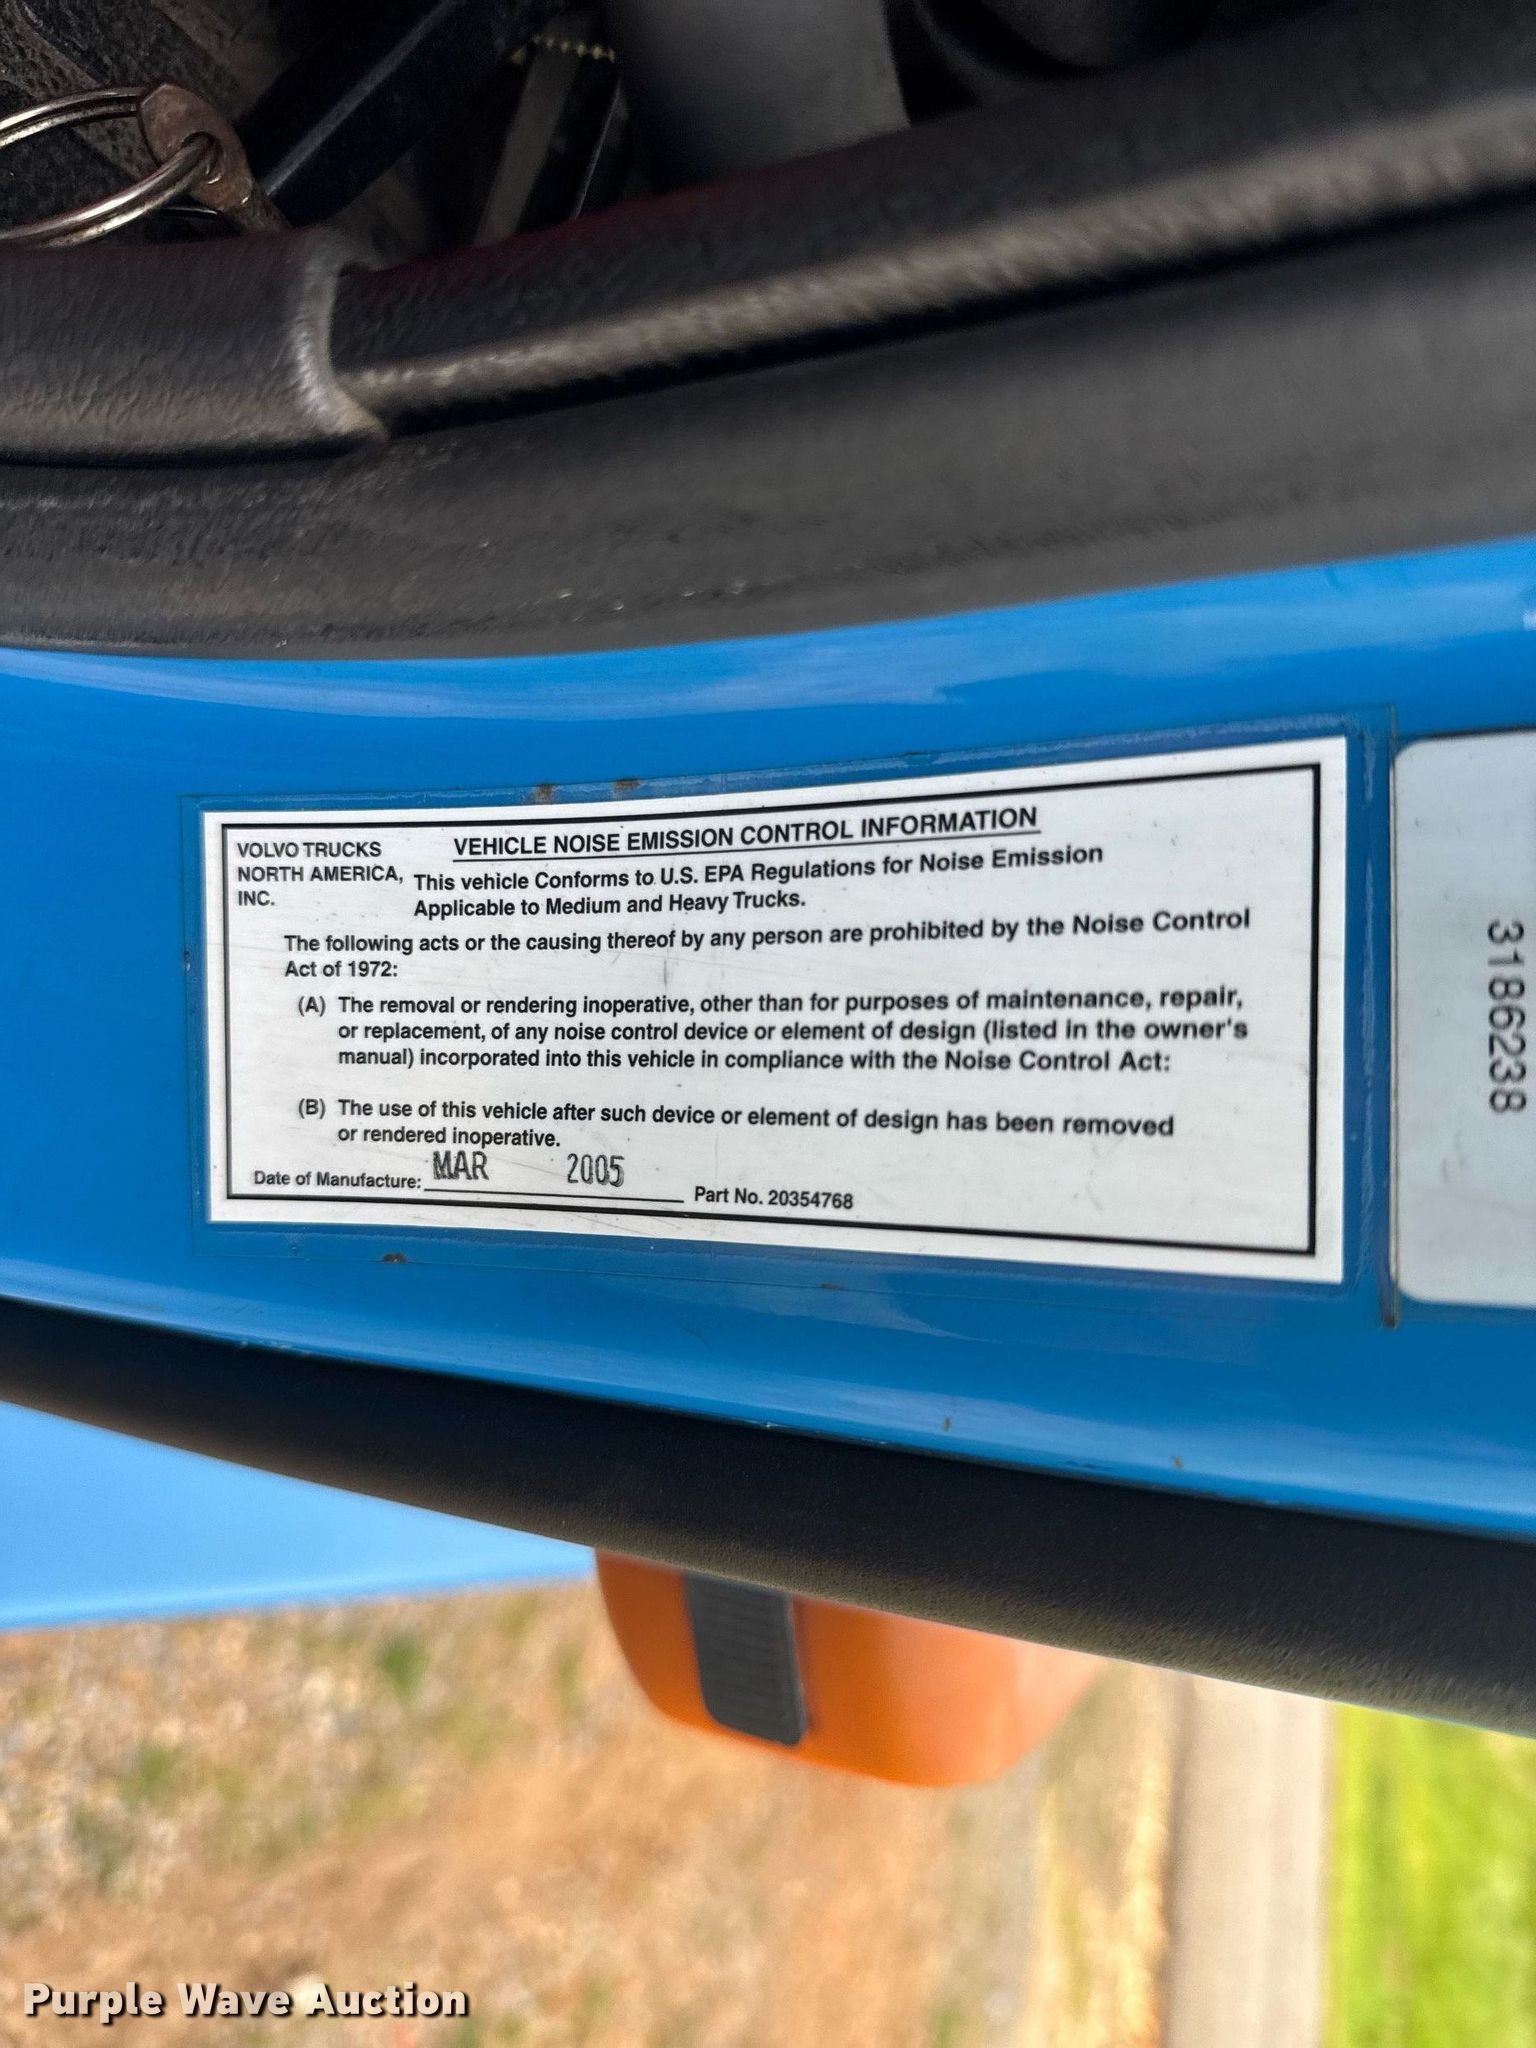 VOLVO TRUCKS
NORTH AMERICA,
INC.
VEHICLE NOISE EMISSION CONTROL INFORMATION
This vehicle Conforms to U.S. EPA Regulations for Noise Emission
Applicable to Medium and Heavy Trucks.
The following acts or the causing thereof by any person are prohibited by the Noise Control
Act of 1972:
(A) The removal or rendering inoperative, other than for purposes of maintenance, repair,
or replacement, of any noise control device or element of design (listed in the owner's
manual) incorporated into this vehicle in compliance with the Noise Control Act:
(B) The use of this vehicle after such device or element of design has been removed
or rendered inoperative.
Date of Manufacture: MAR 2005 Part No. 20354768
3186238
Purple Wave Auction